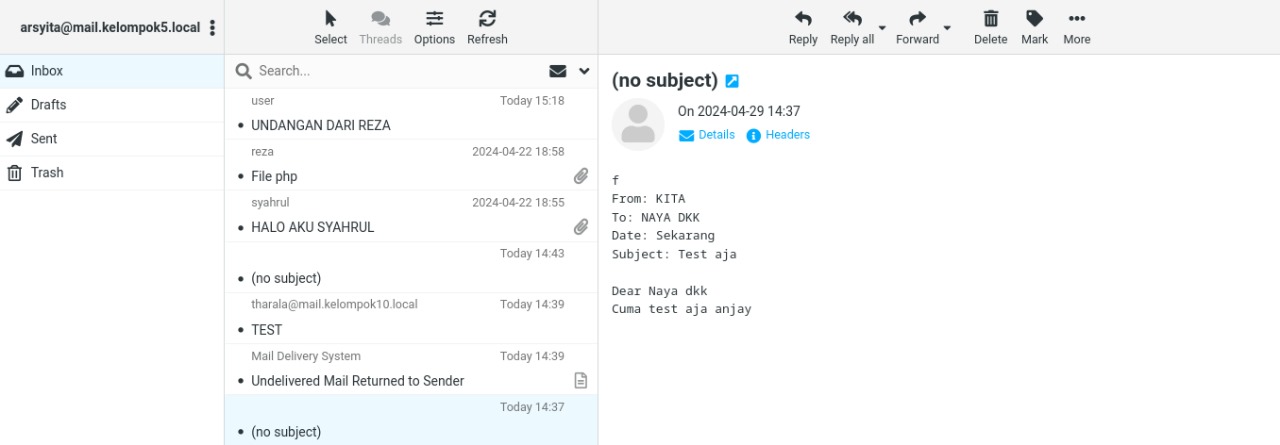 arsyita@mail.kelompok5.local
Select
Threads
Options
Refresh
Reply
Reply all
Forward
Delete
Mark
More
Inbox
Drafts
Sent
Trash
Search...
user Today 15:18
• UNDANGAN DARI REZA
reza 2024-04-22 18:58
• File php
syahrul 2024-04-22 18:55
• HALO AKU SYAHRUL
Today 14:43
• (no subject)
tharala@mail.kelompok10.local Today 14:39
• TEST
Mail Delivery System Today 14:39
• Undelivered Mail Returned to Sender
Today 14:37
• (no subject)
(no subject)
On 2024-04-29 14:37
Details Headers
f
From: KITA
To: NAYA DKK
Date: Sekarang
Subject: Test aja
Dear Naya dkk
Cuma test aja anjay